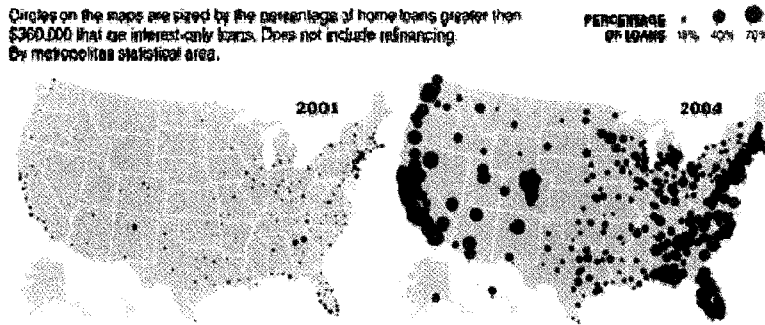 Circles on the maps are sized by the percentage of home loans greater than
$360,000 that are interest-only loans. Does not include refinancing.
By metropolitan statistical area.
PERCENTAGE
OF LOANS 40% 70%
2001
2004